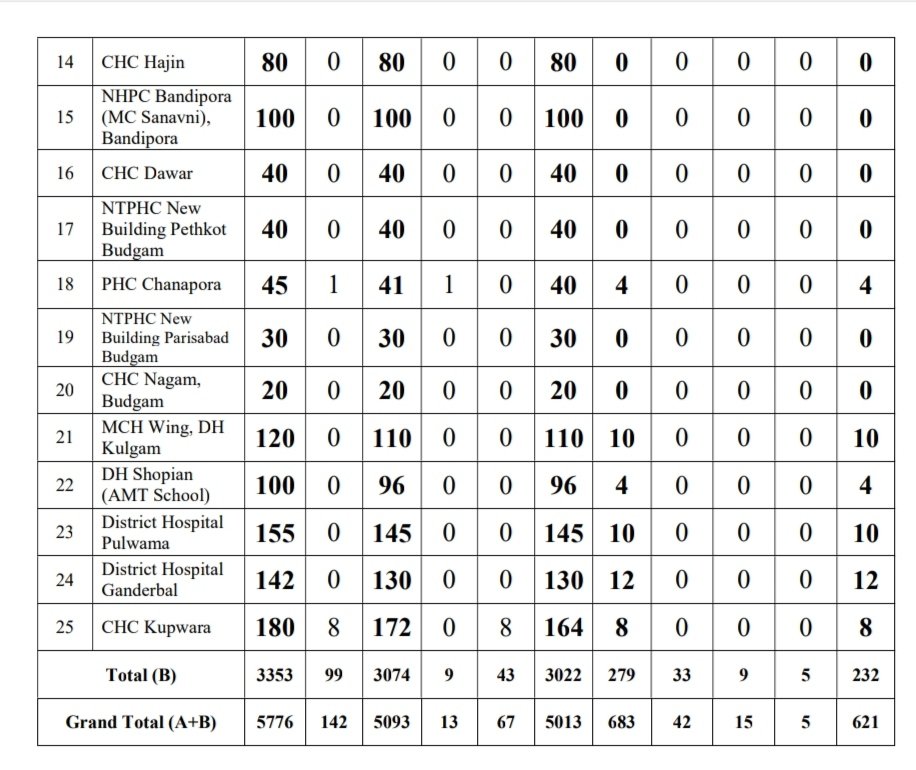 14 CHC Hajin 80 0 80 0 0 80 0 0 0 0 0
15 NHPC Bandipora (MC Sanavni), Bandipora 100 0 100 0 0 100 0 0 0 0 0
16 CHC Dawar 40 0 40 0 0 40 0 0 0 0 0
17 NTPHC New Building Pethkot Budgam 40 0 40 0 0 40 0 0 0 0 0
18 PHC Chanapora 45 1 41 1 0 40 4 0 0 0 4
19 NTPHC New Building Parisabad Budgam 30 0 30 0 0 30 0 0 0 0 0
20 CHC Nagam, Budgam 20 0 20 0 0 20 0 0 0 0 0
21 MCH Wing, DH Kulgam 120 0 110 0 0 110 10 0 0 0 10
22 DH Shopian (AMT School) 100 0 96 0 0 96 4 0 0 0 4
23 District Hospital Pulwama 155 0 145 0 0 145 10 0 0 0 10
24 District Hospital Ganderbal 142 0 130 0 0 130 12 0 0 0 12
25 CHC Kupwara 180 8 172 0 8 164 8 0 0 0 8
Total (B) 3353 99 3074 9 43 3022 279 33 9 5 232
Grand Total (A+B) 5776 142 5093 13 67 5013 683 42 15 5 621